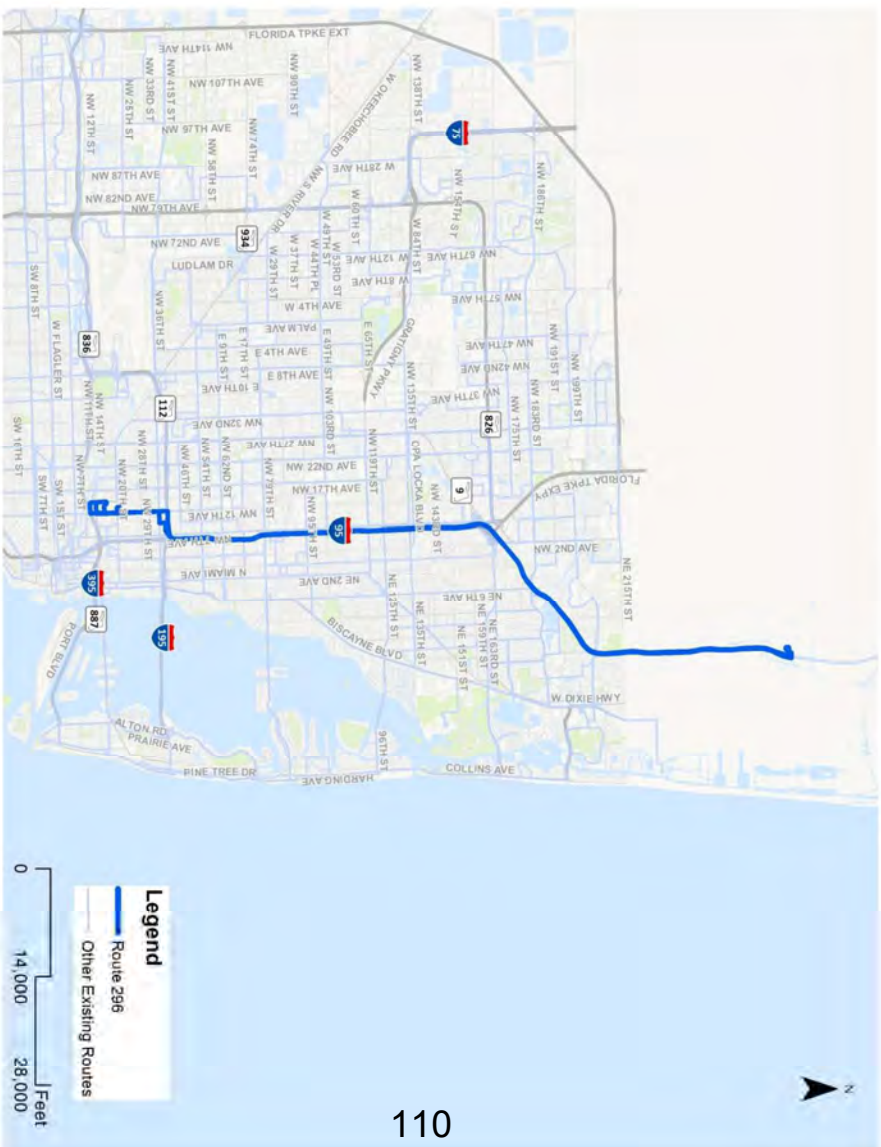 FLORIDA TPKE EXT
NW 114TH AVE
NW 33RD ST
NW 41ST ST
NW 107TH AVE
NW 90TH ST
W OKEECHOBEE RD
NW 138TH ST
NW 12TH ST
NW 25TH ST
NW 97TH AVE
NW 58TH ST
NW 74TH ST
75
NW 154TH ST
NW 186TH ST
NW 87TH AVE
NW 82ND AVE
NW 79TH AVE
NW S RIVER DR
W 28TH AVE
W 60TH ST
W 84TH ST
NW 72ND AVE
934
W 37TH ST
W 49TH ST
W 53RD ST
W 44TH PL
W 12TH AVE
NW 67TH AVE
LUDLAM DR
W 29TH ST
W 8TH AVE
SW 8TH ST
W FLAGLER ST
836
NW 36TH ST
W 4TH AVE
PALM AVE
NW 57TH AVE
E 9TH ST
E 17TH ST
E 4TH AVE
E 49TH ST
E 65TH ST
GRATIGNY PKWY
NW 47TH AVE
NW 191ST ST
NW 199TH ST
E 8TH AVE
E 10TH AVE
NW 42ND AVE
NW 37TH AVE
NW 183RD ST
NW 11TH ST
NW 14TH ST
112
NW 32ND AVE
NW 103RD ST
NW 135TH ST
826
NW 175TH ST
SW 16TH ST
NW 27TH AVE
NW 28TH ST
NW 46TH ST
NW 54TH ST
NW 62ND ST
NW 22ND AVE
NW 119TH ST
OPA LOCKA BLVD
9
FLORIDA TPKE EXPY
SW 7TH ST
SW 1ST ST
NW 7TH ST
NW 20TH ST
NW 29TH ST
NW 17TH AVE
NW 79TH ST
NW 12TH AVE
NW 95TH ST
95
NW 143RD ST
NW 7TH AVE
NW 2ND AVE
N MIAMI AVE
NE 2ND AVE
NE 125TH ST
NE 135TH ST
NE 6TH AVE
NE 215TH ST
395
887
195
PORT BLVD
BISCAYNE BLVD
NE 151ST ST
NE 159TH ST
NE 163RD ST
W DIXIE HWY
ALTON RD
PRAIRIE AVE
PINE TREE DR
HARDING AVE
96TH ST
COLLINS AVE
Legend
Route 296
Other Existing Routes
0 14,000 28,000
Feet
N
110